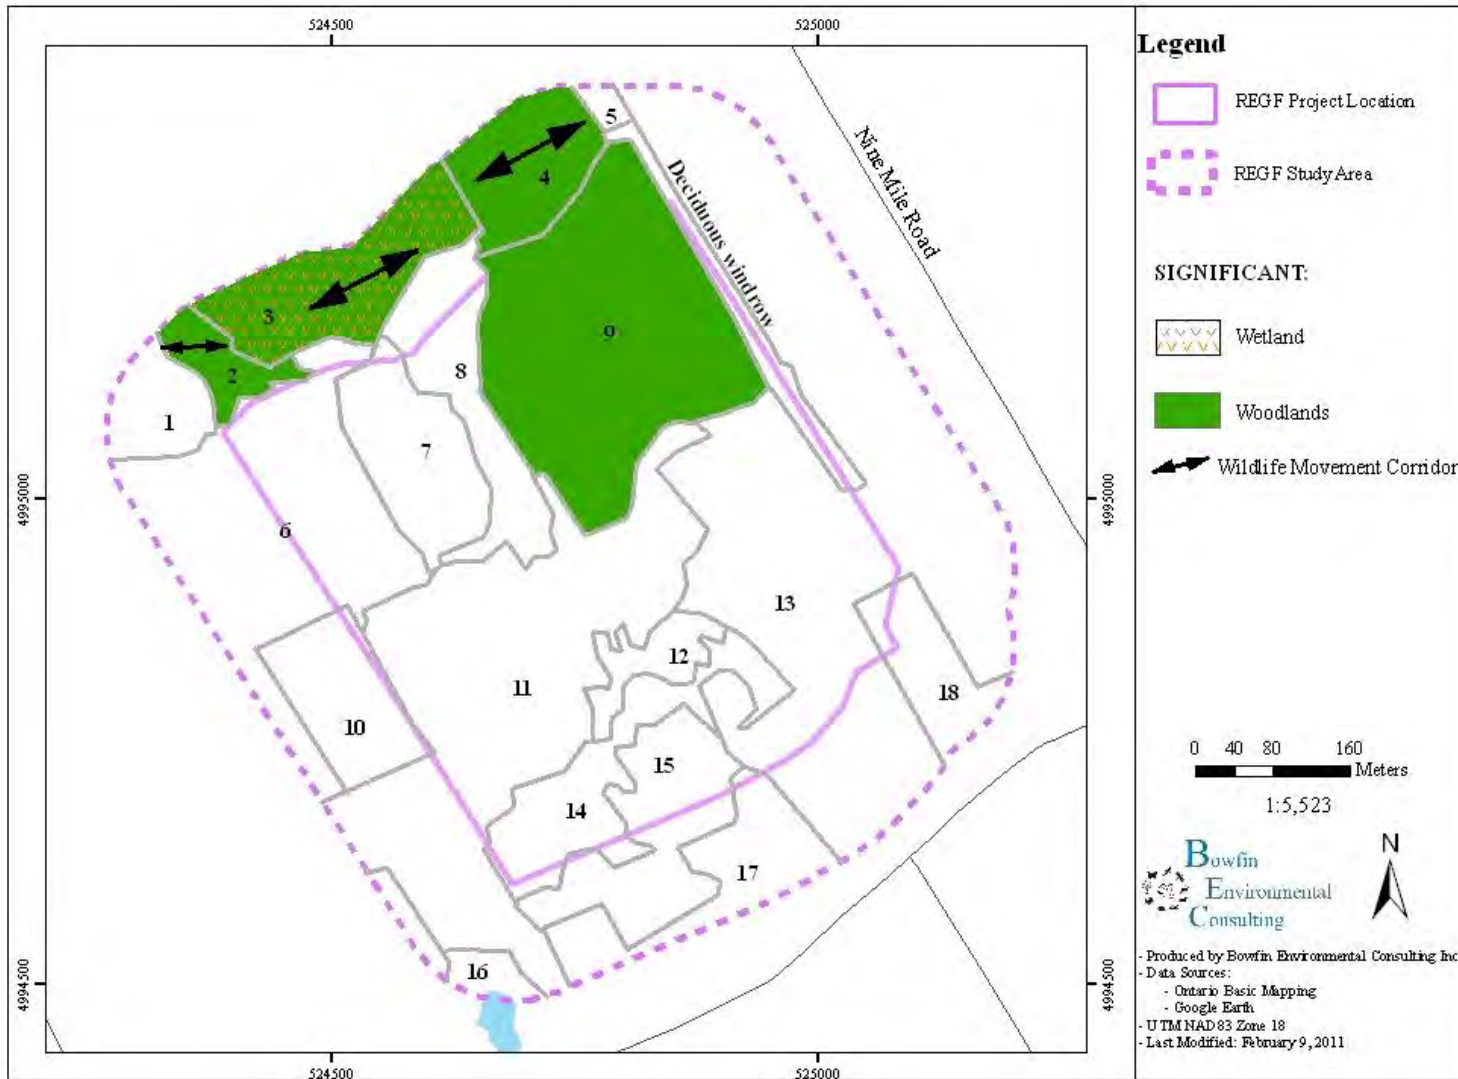 524500
525000
5
Nine Mile Road
Deciduous windrow
4
3
9
2
8
1
7
4995000
4995000
6
13
12
11
18
10
15
14
17
16
4994500
4994500
524500
525000
Legend
REGF Project Location
REGF Study Area
SIGNIFICANT:
Wetland
Woodlands
Wildlife Movement Corridor
0 40 80 160
Meters
1:5,523
Bowfin
Environmental
Consulting
N
- Produced by Bowfin Environmental Consulting Inc
- Data Sources:
- Ontario Basic Mapping
- Google Earth
- UTM NAD83 Zone 18
- Last Modified: February 9, 2011